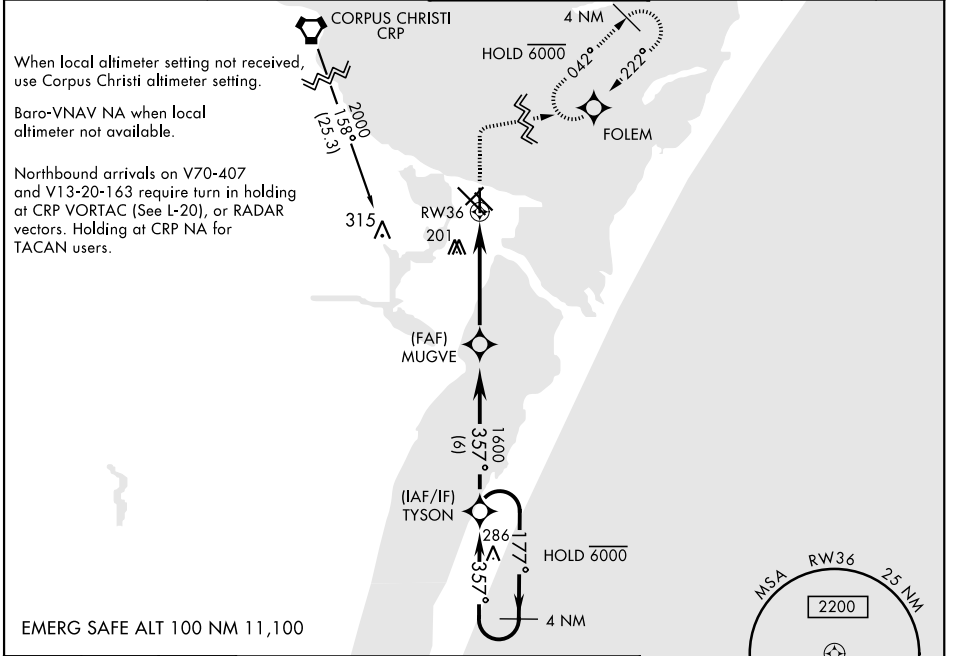 CORPUS CHRISTI
CRP
4 NM
HOLD 6000
042°
222°
FOLEM
When local altimeter setting not received,
use Corpus Christi altimeter setting.
Baro-VNAV NA when local
altimeter not available.
Northbound arrivals on V70-407
and V13-20-163 require turn in holding
at CRP VORTAC (See L-20), or RADAR
vectors. Holding at CRP NA for
TACAN users.
2000
158°
(25.3)
315
RW36
201
(FAF)
MUGVE
1600
357°
(6)
(IAF/IF)
TYSON
286
177°
357°
HOLD 6000
4 NM
EMERG SAFE ALT 100 NM 11,100
MSA RW36 25 NM
2200